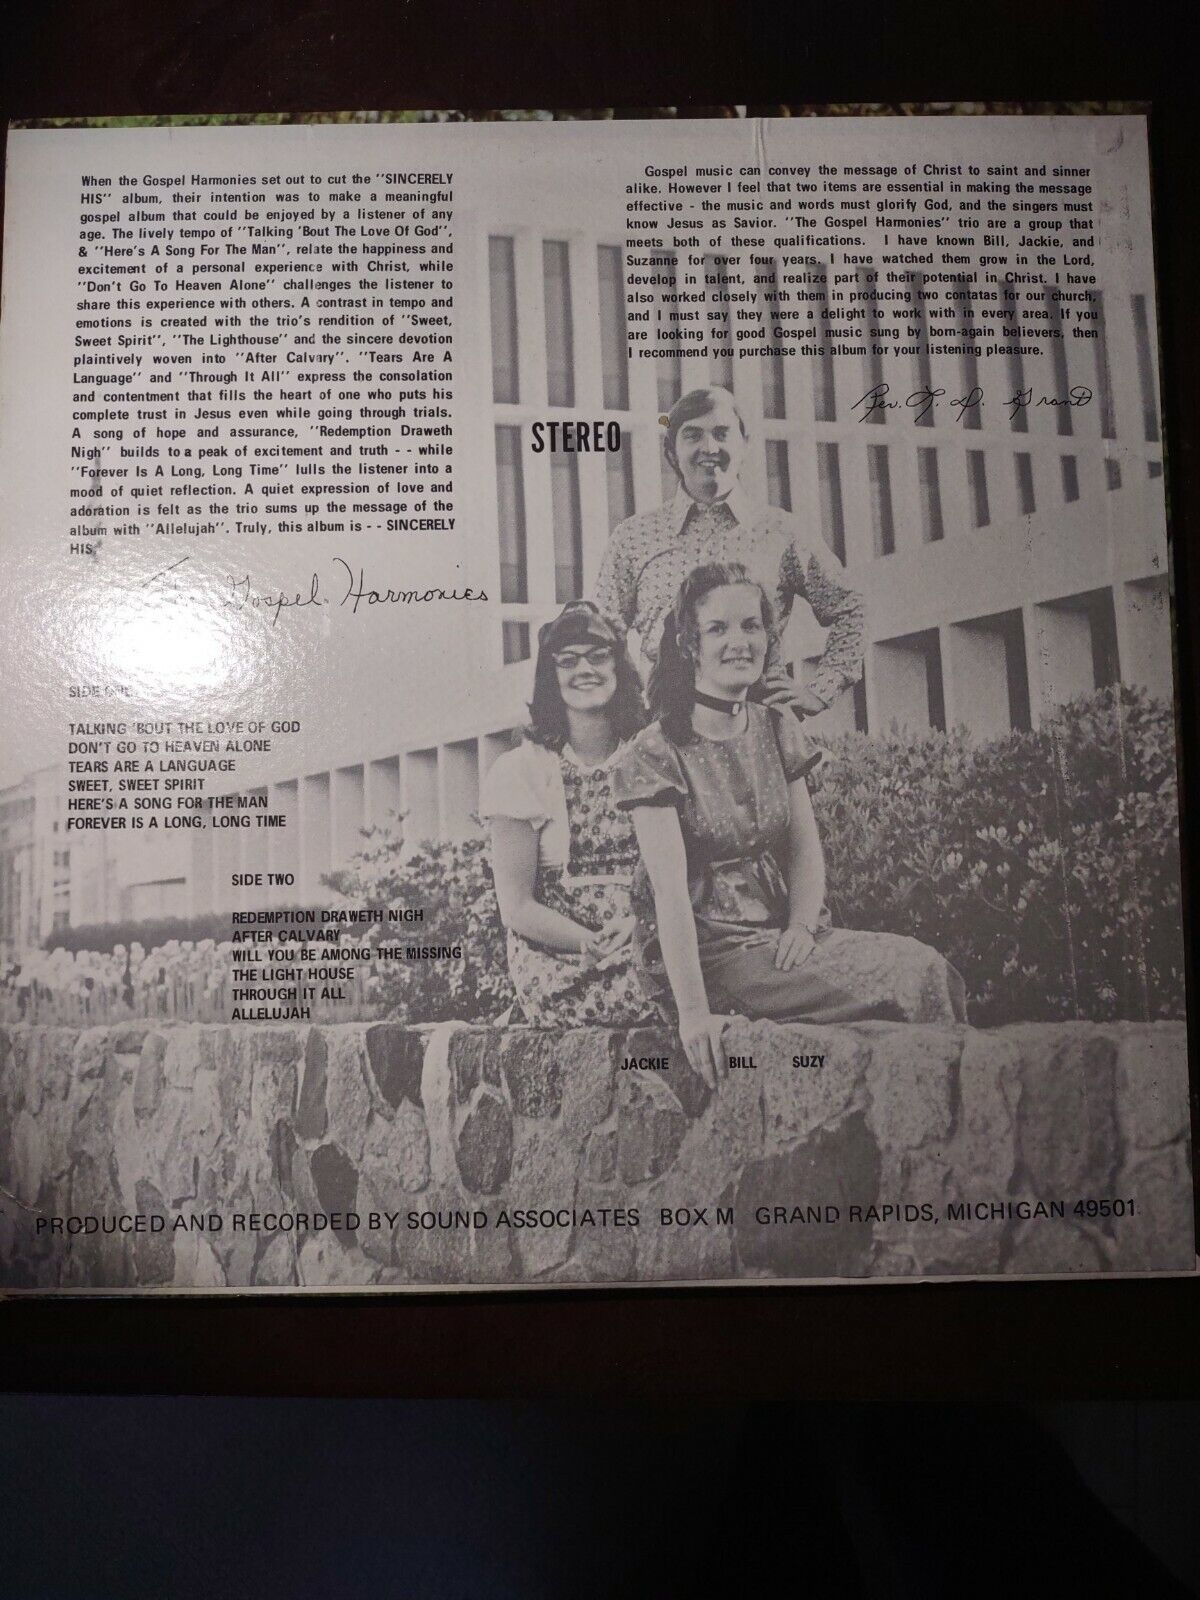 When the Gospel Harmonies set out to cut the "SINCERELY
HIS" album, their intention was to make a meaningful
gospel album that could be enjoyed by a listener of any
age. The lively tempo of "Talking 'Bout The Love Of God",
& "Here's A Song For The Man", relate the happiness and
excitement of a personal experience with Christ, while
"Don't Go To Heaven Alone" challenges the listener to
share this experience with others. A contrast in tempo and
emotions is created with the trio's rendition of "Sweet,
Sweet Spirit", "The Lighthouse" and the sincere devotion
plaintively woven into "After Calvary". "Tears Are A
Language" and "Through It All" express the consolation
and contentment that fills the heart of one who puts his
complete trust in Jesus even while going through trials.
A song of hope and assurance, "Redemption Draweth
Nigh" builds to a peak of excitement and truth - - while
"Forever Is A Long, Long Time" lulls the listener into a
mood of quiet reflection. A quiet expression of love and
adoration is felt as the trio sums up the message of the
album with "Allelujah". Truly, this album is - - SINCERELY
HIS.
The Gospel Harmonies
Gospel music can convey the message of Christ to saint and sinner
alike. However I feel that two items are essential in making the message
effective - the music and words must glorify God, and the singers must
know Jesus as Savior. "The Gospel Harmonies" trio are a group that
meets both of these qualifications. I have known Bill, Jackie, and
Suzanne for over four years. I have watched them grow in the Lord,
develop in talent, and realize part of their potential in Christ. I have
also worked closely with them in producing two contatas for our church,
and I must say they were a delight to work with in every area. If you
are looking for good Gospel music sung by born-again believers, then
I recommend you purchase this album for your listening pleasure.
Rev. L. D. Grant
STEREO
SIDE ONE
TALKING 'BOUT THE LOVE OF GOD
DON'T GO TO HEAVEN ALONE
TEARS ARE A LANGUAGE
SWEET, SWEET SPIRIT
HERE'S A SONG FOR THE MAN
FOREVER IS A LONG, LONG TIME
SIDE TWO
REDEMPTION DRAWETH NIGH
AFTER CALVARY
WILL YOU BE AMONG THE MISSING
THE LIGHT HOUSE
THROUGH IT ALL
ALLELUJAH
JACKIE BILL SUZY
PRODUCED AND RECORDED BY SOUND ASSOCIATES BOX M GRAND RAPIDS, MICHIGAN 49501